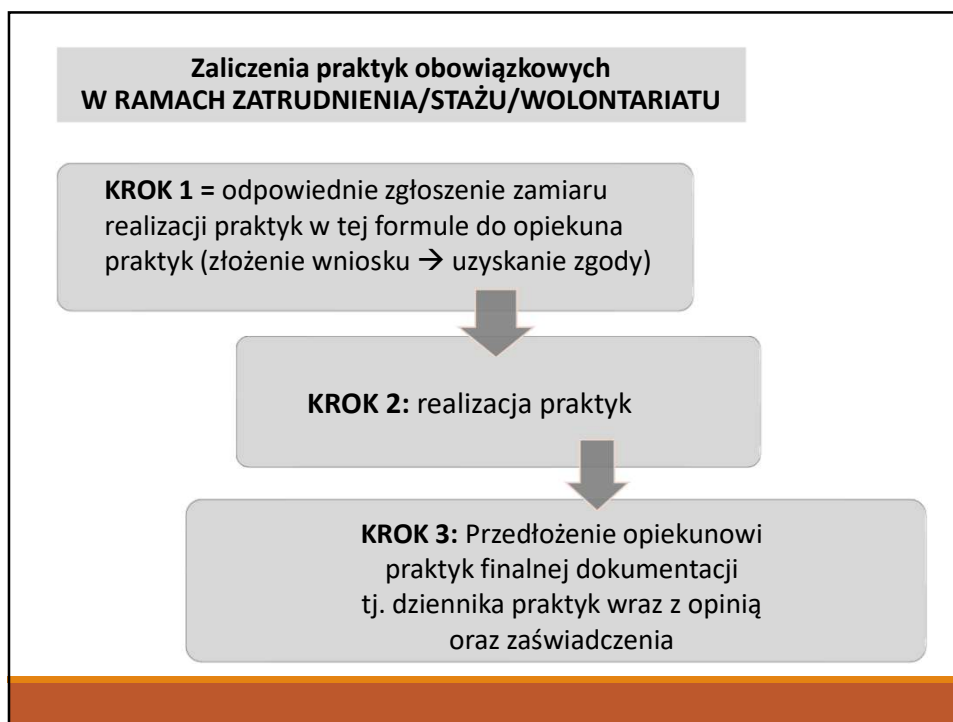 Zaliczenia praktyk obowiązkowych
W RAMACH ZATRUDNIENIA/STAŻU/WOLONTARIATU
KROK 1 = odpowiednie zgłoszenie zamiaru
realizacji praktyk w tej formule do opiekuna
praktyk (złożenie wniosku → uzyskanie zgody)
KROK 2: realizacja praktyk
KROK 3: Przedłożenie opiekunowi
praktyk finalnej dokumentacji
tj. dziennika praktyk wraz z opinią
oraz zaświadczenia